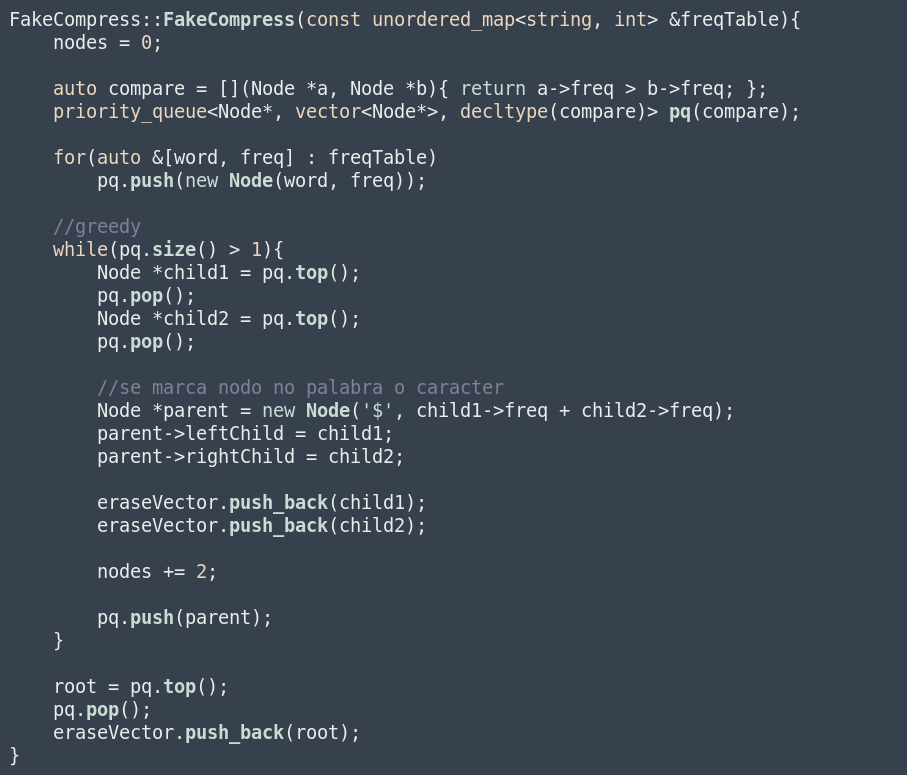 FakeCompress::FakeCompress(const unordered_map<string, int> &freqTable){
    nodes = 0;

    auto compare = [](Node *a, Node *b){ return a->freq > b->freq; };
    priority_queue<Node*, vector<Node*>, decltype(compare)> pq(compare);

    for(auto &[word, freq] : freqTable)
        pq.push(new Node(word, freq));

    //greedy
    while(pq.size() > 1){
        Node *child1 = pq.top();
        pq.pop();
        Node *child2 = pq.top();
        pq.pop();

        //se marca nodo no palabra o caracter
        Node *parent = new Node('$', child1->freq + child2->freq);
        parent->leftChild = child1;
        parent->rightChild = child2;

        eraseVector.push_back(child1);
        eraseVector.push_back(child2);

        nodes += 2;

        pq.push(parent);
    }

    root = pq.top();
    pq.pop();
    eraseVector.push_back(root);
}